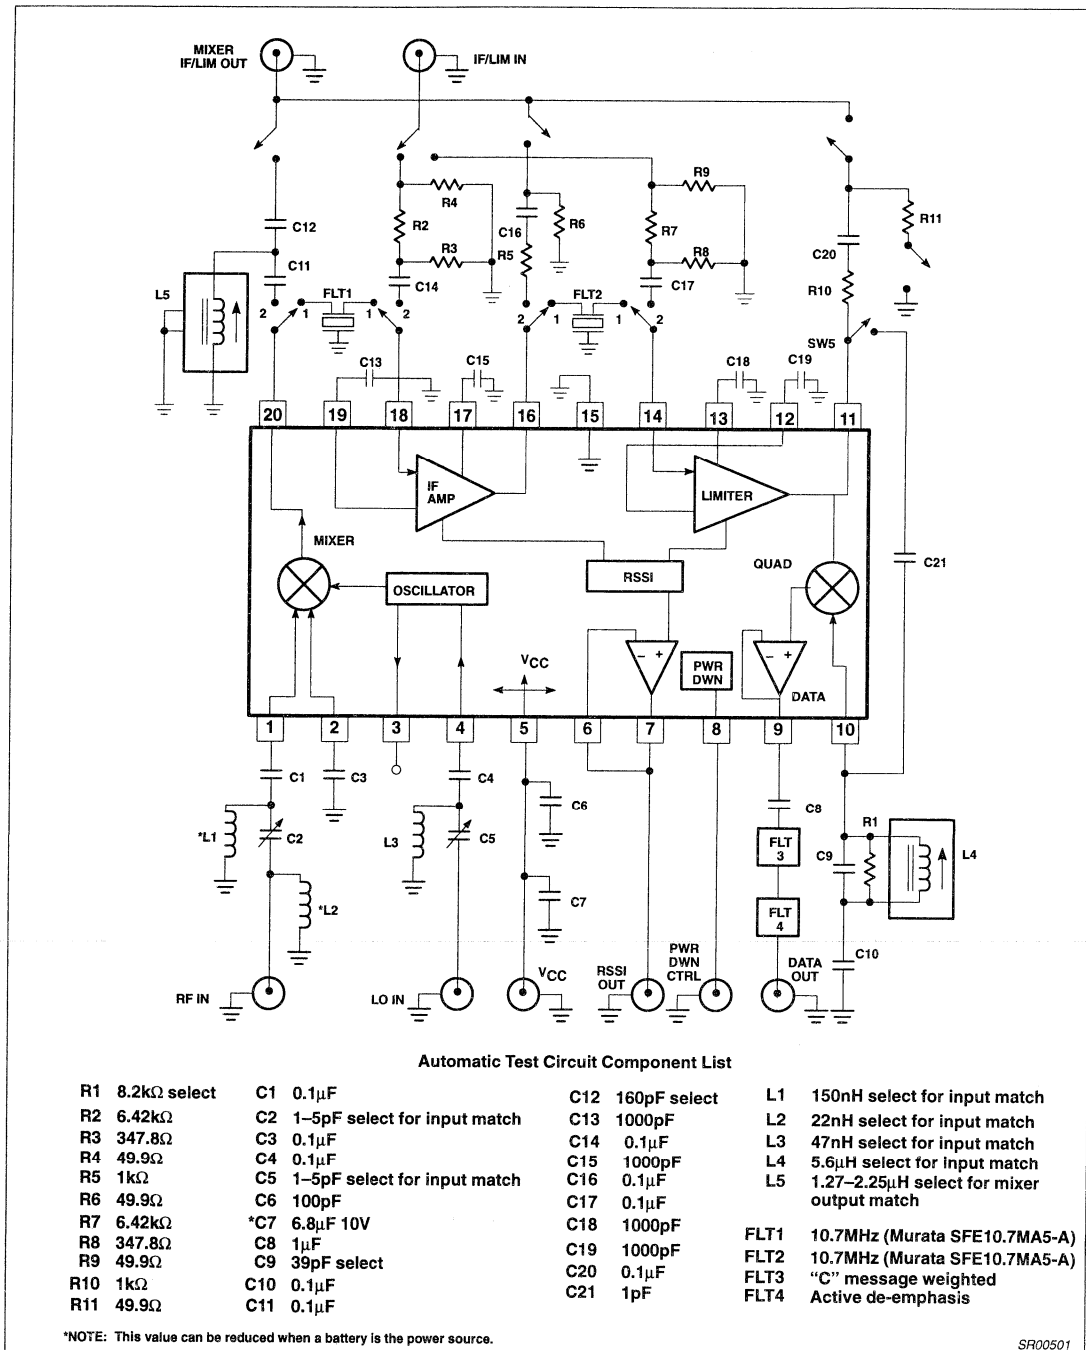 MIXER
IF/LIM OUT
IF/LIM IN
R9
R4
R11
R2
R6
R7
C12
C16
R3
R5
R8
C20
C11
C14
C17
L5
FLT1
FLT2
R10
2
1
1
2
2
1
1
2
SW5
C13
C15
C18
C19
20
19
18
17
16
15
14
13
12
11
IF
AMP
LIMITER
MIXER
QUAD
C21
RSSI
OSCILLATOR
– +
– +
VCC
PWR
DWN
DATA
1
2
3
4
5
6
7
8
9
10
C1
C3
C4
C6
C8
R1
*L1
C2
L3
C5
FLT
3
C9
L4
*L2
C7
FLT
4
C10
RF IN
LO IN
VCC
RSSI
OUT
PWR
DWN
CTRL
DATA
OUT
Automatic Test Circuit Component List
R1 8.2kΩ select
R2 6.42kΩ
R3 347.8Ω
R4 49.9Ω
R5 1kΩ
R6 49.9Ω
R7 6.42kΩ
R8 347.8Ω
R9 49.9Ω
R10 1kΩ
R11 49.9Ω
C1 0.1μF
C2 1–5pF select for input match
C3 0.1μF
C4 0.1μF
C5 1–5pF select for input match
C6 100pF
*C7 6.8μF 10V
C8 1μF
C9 39pF select
C10 0.1μF
C11 0.1μF
C12 160pF select
C13 1000pF
C14 0.1μF
C15 1000pF
C16 0.1μF
C17 0.1μF
C18 1000pF
C19 1000pF
C20 0.1μF
C21 1pF
L1 150nH select for input match
L2 22nH select for input match
L3 47nH select for input match
L4 5.6μH select for input match
L5 1.27–2.25μH select for mixer
output match
FLT1 10.7MHz (Murata SFE10.7MA5-A)
FLT2 10.7MHz (Murata SFE10.7MA5-A)
FLT3 “C” message weighted
FLT4 Active de-emphasis
*NOTE: This value can be reduced when a battery is the power source.
SR00501